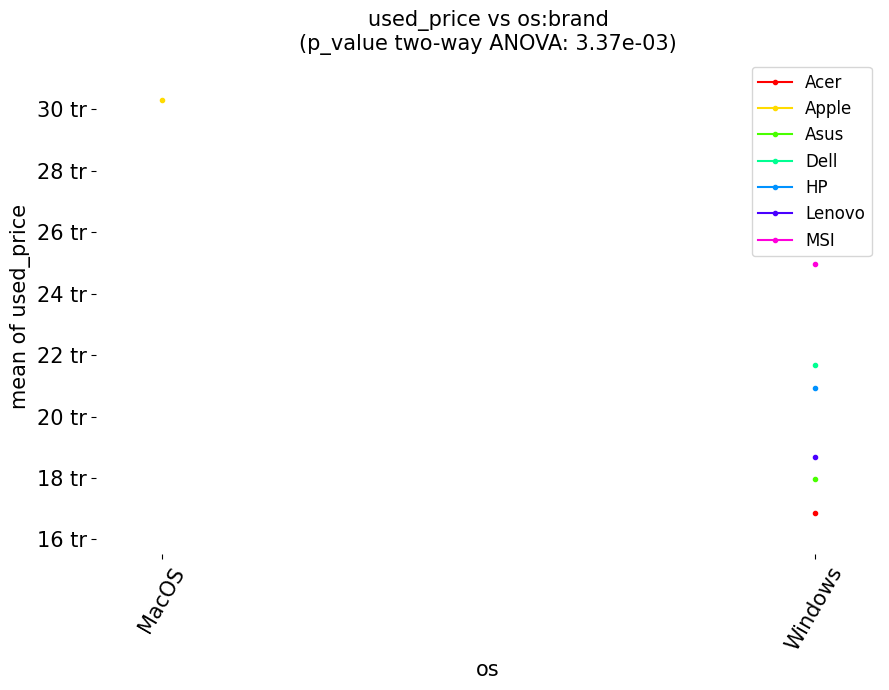 used_price vs os:brand
(p_value two-way ANOVA: 3.37e-03)
Acer
Apple
Asus
Dell
HP
Lenovo
MSI
mean of used_price
30 tr
28 tr
26 tr
24 tr
22 tr
20 tr
18 tr
16 tr
MacOS
Windows
os